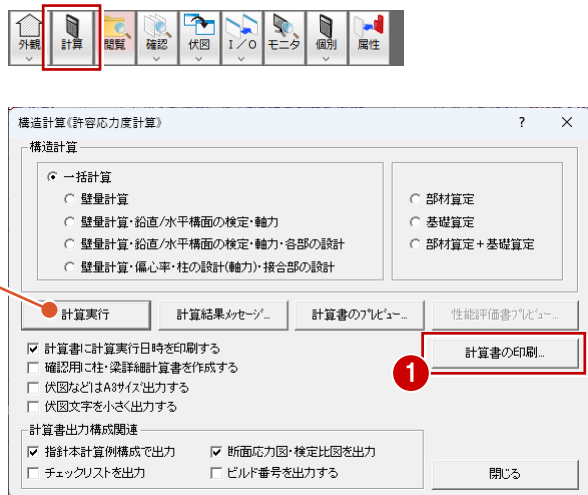 外観 計算 閲覧 確認 伏図 I/O モニタ 個別 属性
構造計算《許容応力度計算》 ? ×
構造計算
一括計算
壁量計算
壁量計算・鉛直/水平構面の検定・軸力
壁量計算・鉛直/水平構面の検定・軸力・各部の設計
壁量計算・偏心率・柱の設計(軸力)・接合部の設計
部材算定
基礎算定
部材算定+基礎算定
計算実行 計算結果メッセージ... 計算書のプレビュー... 性能評価書プレビュー...
計算書に計算実行日時を印刷する
確認用に柱・梁詳細計算書を作成する
伏図などはA3サイズで出力する
伏図文字を小さく出力する
計算書の印刷...
1
計算書出力構成関連
指針本計算例構成で出力 断面応力図・検定比図を出力
チェックリストを出力 ビルド番号を出力する
閉じる